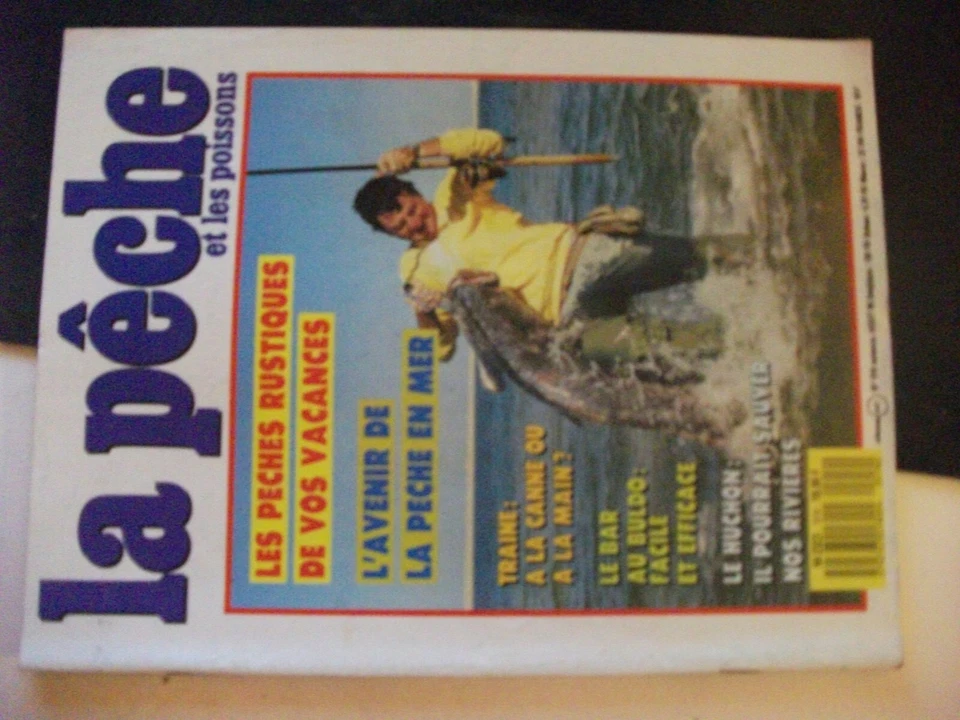 la pêche
et les poissons
LES PECHES RUSTIQUES
DE VOS VACANCES
L'AVENIR DE
LA PECHE EN MER
TRAINE:
A LA CANNE OU
A LA MAIN?
LE BAR
AU BULDO:
FACILE
ET EFFICACE
LE HUCHON:
IL POURRAIT SAUVER
NOS RIVIERES